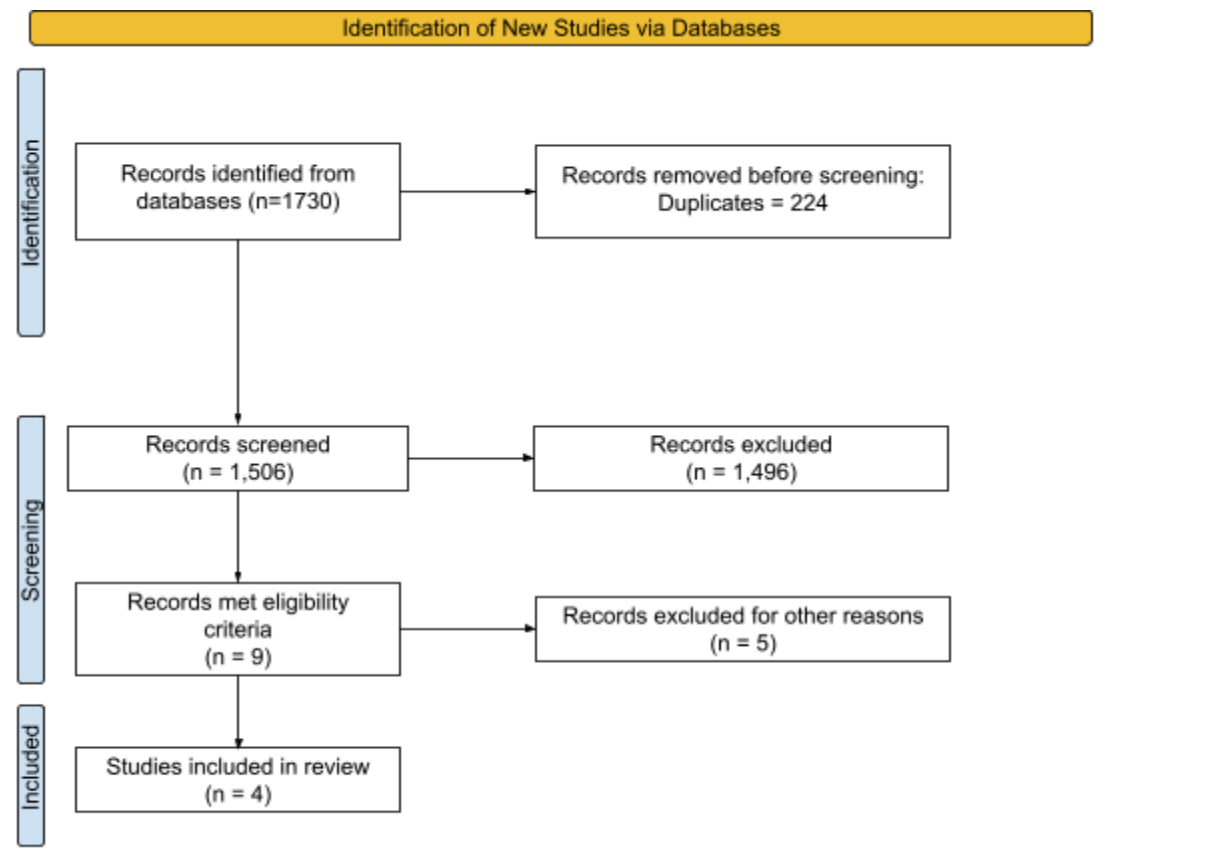 Identification of New Studies via Databases
Identification
Records identified from
databases (n=1730)
Records removed before screening:
Duplicates = 224
Screening
Records screened
(n = 1,506)
Records excluded
(n = 1,496)
Records met eligibility
criteria
(n = 9)
Records excluded for other reasons
(n = 5)
Included
Studies included in review
(n = 4)